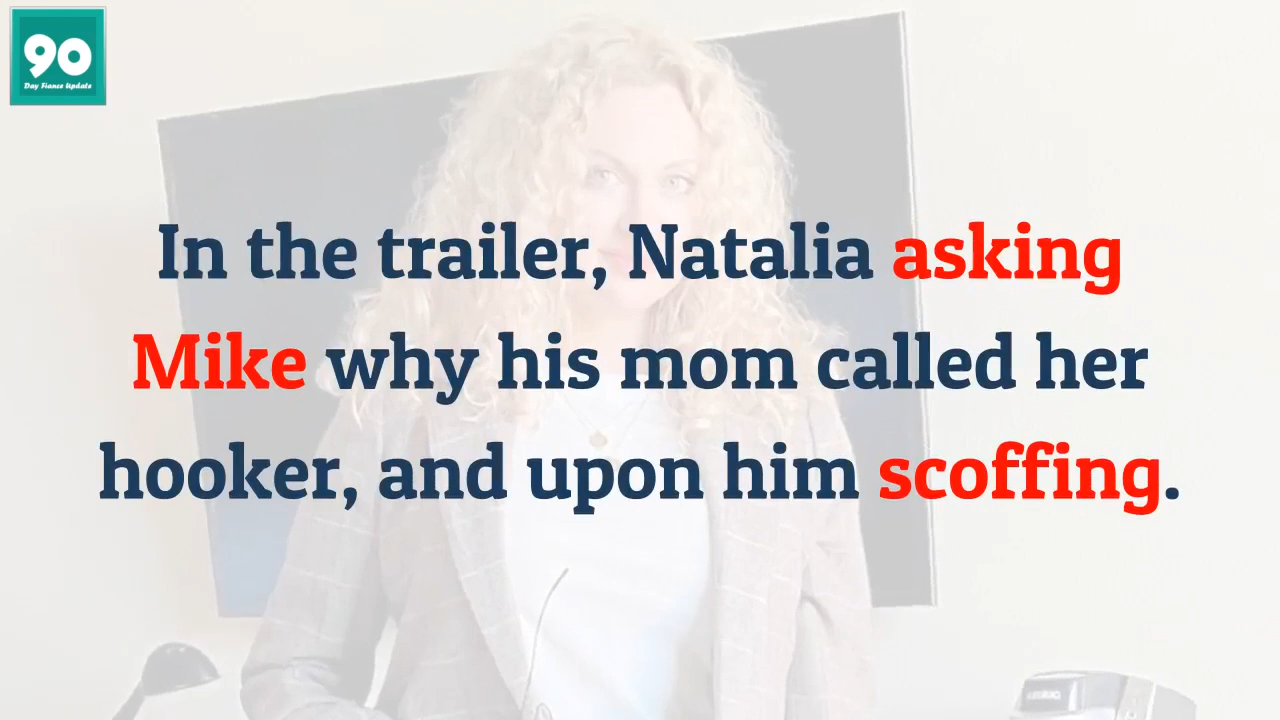 90
Day Fiance Update
In the trailer, Natalia asking
Mike why his mom called her
hooker, and upon him scoffing.